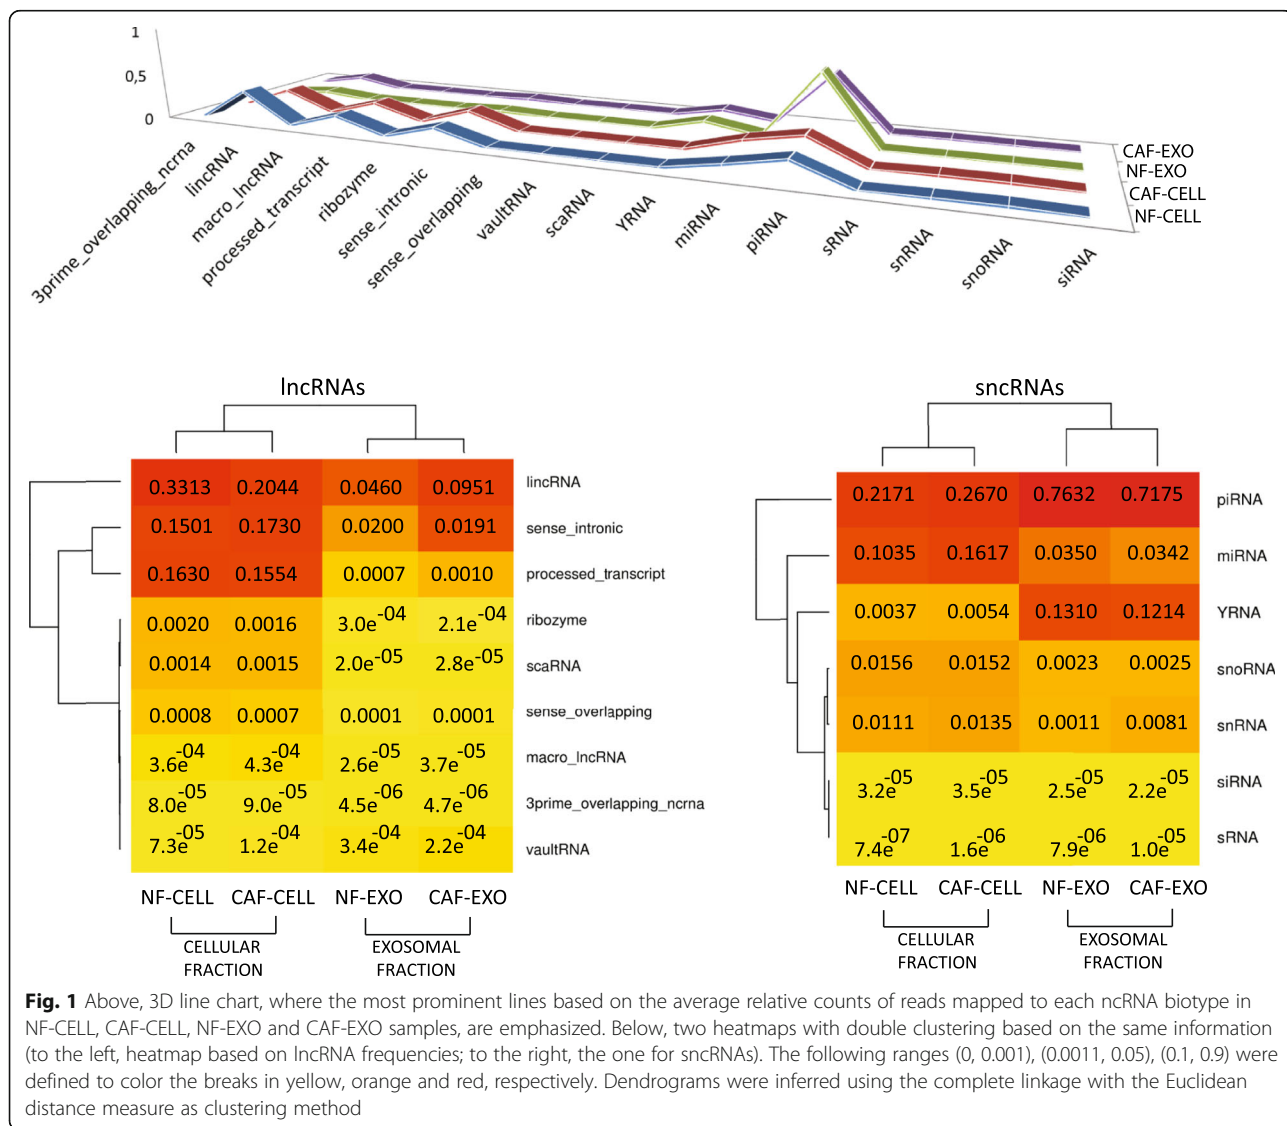 1
0,5
0
CAF-EXO
NF-EXO
CAF-CELL
NF-CELL
3prime_overlapping_ncrna
lincRNA
macro_lncRNA
processed_transcript
ribozyme
sense_intronic
sense_overlapping
vaultRNA
scaRNA
YRNA
miRNA
piRNA
sRNA
snRNA
snoRNA
siRNA
lncRNAs
0.3313 0.2044 0.0460 0.0951 lincRNA
0.1501 0.1730 0.0200 0.0191 sense_intronic
0.1630 0.1554 0.0007 0.0010 processed_transcript
0.0020 0.0016 3.0e-04 2.1e-04 ribozyme
0.0014 0.0015 2.0e-05 2.8e-05 scaRNA
0.0008 0.0007 0.0001 0.0001 sense_overlapping
3.6e-04 4.3e-04 2.6e-05 3.7e-05 macro_lncRNA
8.0e-05 9.0e-05 4.5e-06 4.7e-06 3prime_overlapping_ncrna
7.3e-05 1.2e-04 3.4e-04 2.2e-04 vaultRNA
NF-CELL CAF-CELL NF-EXO CAF-EXO
CELLULAR FRACTION
EXOSOMAL FRACTION
sncRNAs
0.2171 0.2670 0.7632 0.7175 piRNA
0.1035 0.1617 0.0350 0.0342 miRNA
0.0037 0.0054 0.1310 0.1214 YRNA
0.0156 0.0152 0.0023 0.0025 snoRNA
0.0111 0.0135 0.0011 0.0081 snRNA
3.2e-05 3.5e-05 2.5e-05 2.2e-05 siRNA
7.4e-07 1.6e-06 7.9e-06 1.0e-05 sRNA
NF-CELL CAF-CELL NF-EXO CAF-EXO
CELLULAR FRACTION
EXOSOMAL FRACTION
Fig. 1 Above, 3D line chart, where the most prominent lines based on the average relative counts of reads mapped to each ncRNA biotype in
NF-CELL, CAF-CELL, NF-EXO and CAF-EXO samples, are emphasized. Below, two heatmaps with double clustering based on the same information
(to the left, heatmap based on lncRNA frequencies; to the right, the one for sncRNAs). The following ranges (0, 0.001), (0.0011, 0.05), (0.1, 0.9) were
defined to color the breaks in yellow, orange and red, respectively. Dendrograms were inferred using the complete linkage with the Euclidean
distance measure as clustering method